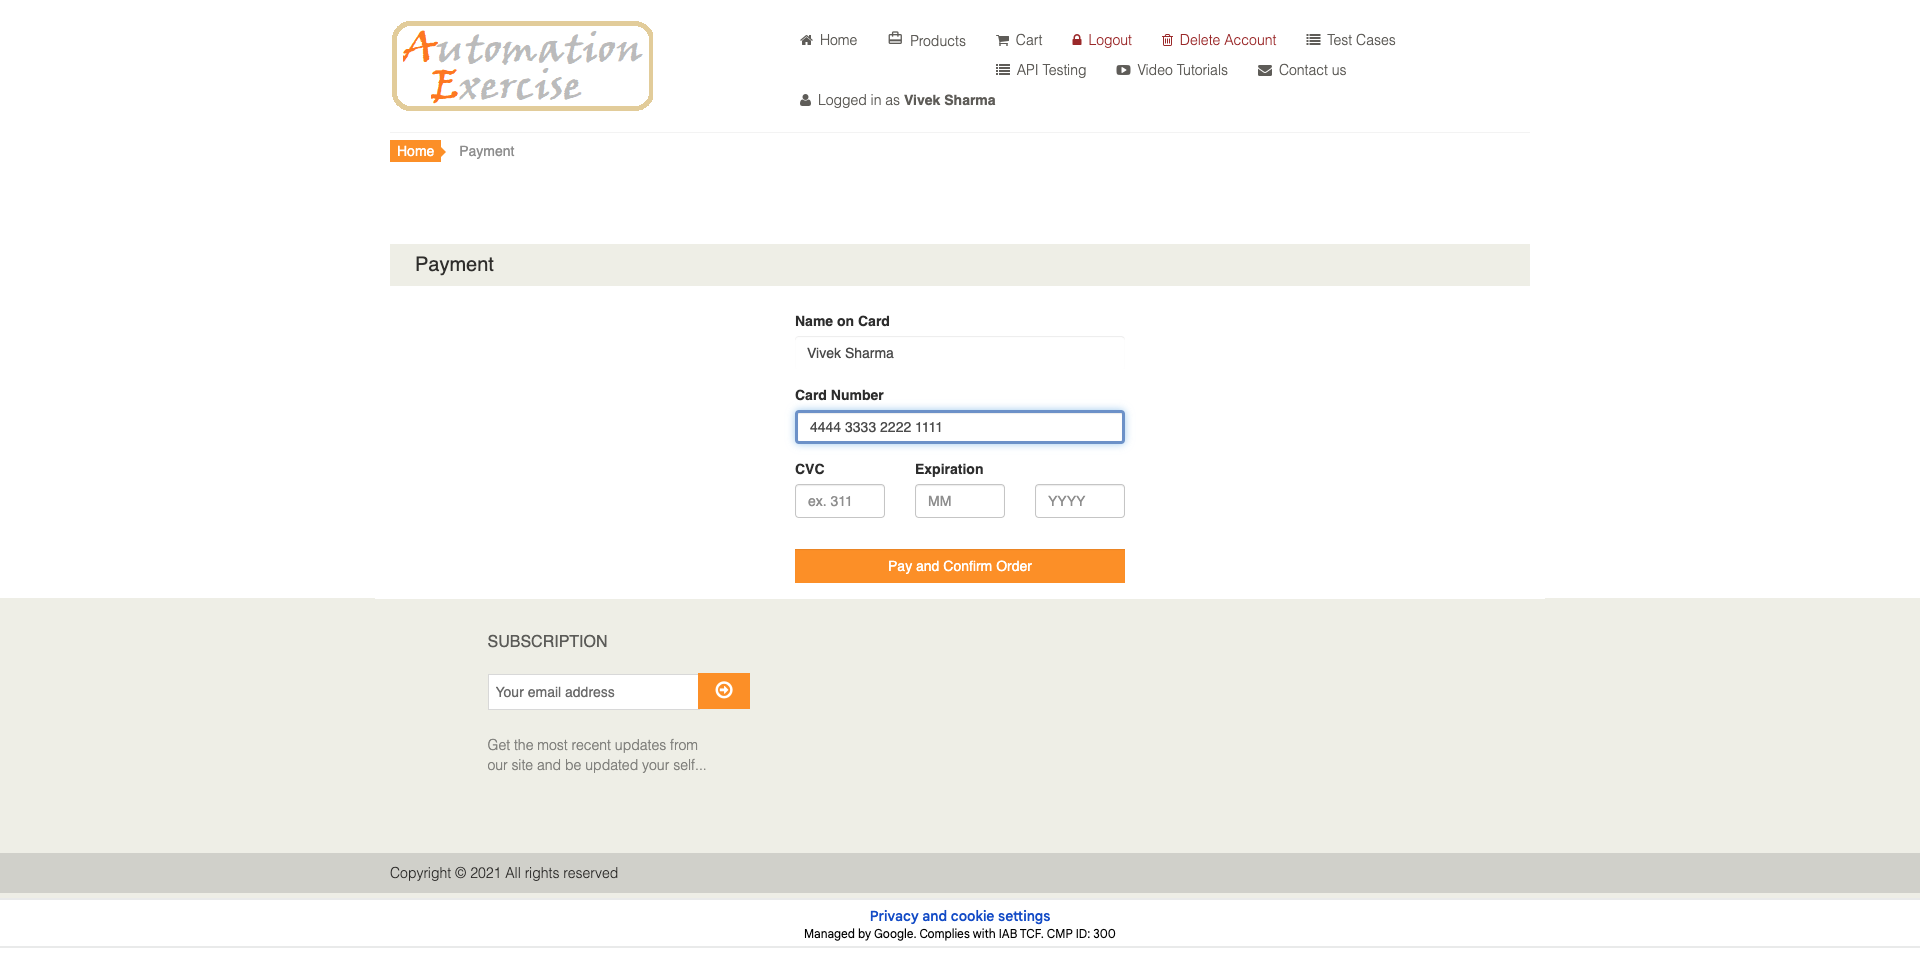 Automation
Exercise
Home
Products
Cart
Logout
Delete Account
Test Cases
API Testing
Video Tutorials
Contact us
Logged in as Vivek Sharma
Home
Payment
Payment
Name on Card
Vivek Sharma
Card Number
4444 3333 2222 1111
CVC
Expiration
ex. 311
MM
YYYY
Pay and Confirm Order
SUBSCRIPTION
Your email address
Get the most recent updates from
our site and be updated your self...
Copyright © 2021 All rights reserved
Privacy and cookie settings
Managed by Google. Complies with IAB TCF. CMP ID: 300